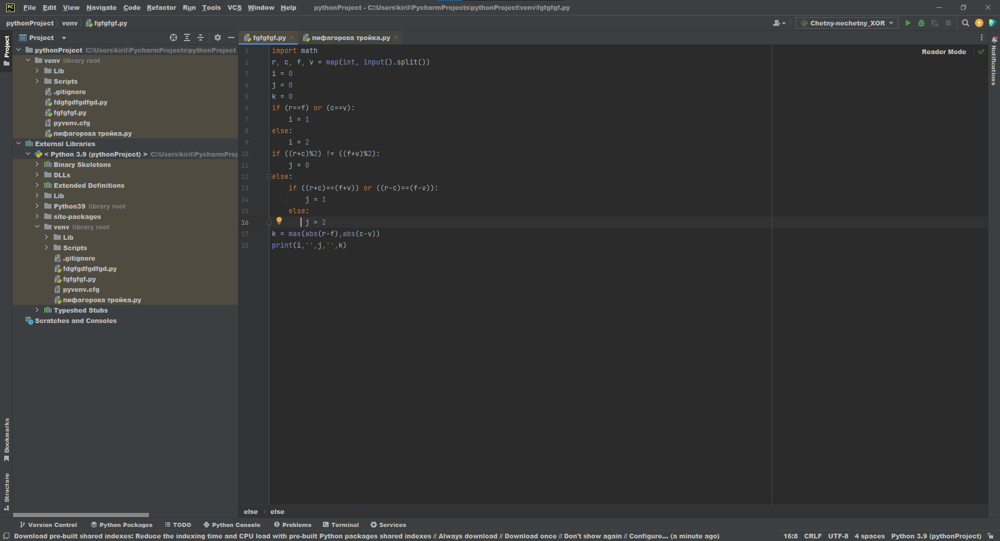 PC File Edit View Navigate Code Refactor Run Tools VCS Window Help pythonProject - C:\Users\kiril\PycharmProjects\pythonProject\venv\fgfgfgf.py
pythonProject venv fgfgfgf.py Chetny-nechetny_XOR
Project
Project
pythonProject C:\Users\kiril\PycharmProjects\pythonProject
venv library root
Lib
Scripts
.gitignore
fdgfgdfgdfgd.py
fgfgfgf.py
pyvenv.cfg
пифагорова тройка.py
External Libraries
< Python 3.9 (pythonProject) > C:\Users\kiril\PycharmProj
Binary Skeletons
DLLs
Extended Definitions
Lib
Python39 library root
site-packages
venv library root
Lib
Scripts
.gitignore
fdgfgdfgdfgd.py
fgfgfgf.py
pyvenv.cfg
пифагорова тройка.py
Typeshed Stubs
Scratches and Consoles
Bookmarks
Structure
fgfgfgf.py пифагорова тройка.py
Reader Mode
Notifications
1 import math
2 r, c, f, v = map(int, input().split())
3 i = 0
4 j = 0
5 k = 0
6 if (r==f) or (c==v):
7 i = 1
8 else:
9 i = 2
10 if ((r+c)%2) != ((f+v)%2):
11 j = 0
12 else:
13 if ((r+c)==(f+v)) or ((r-c)==(f-v)):
14 j = 1
15 else:
16 j = 2
17 k = max(abs(r-f),abs(c-v))
18 print(i,'',j,'',k)
else else
Version Control Python Packages TODO Python Console Problems Terminal Services
Download pre-built shared indexes: Reduce the indexing time and CPU load with pre-built Python packages shared indexes // Always download // Download once // Don't show again // Configure... (a minute ago) 16:8 CRLF UTF-8 4 spaces Python 3.9 (pythonProject)